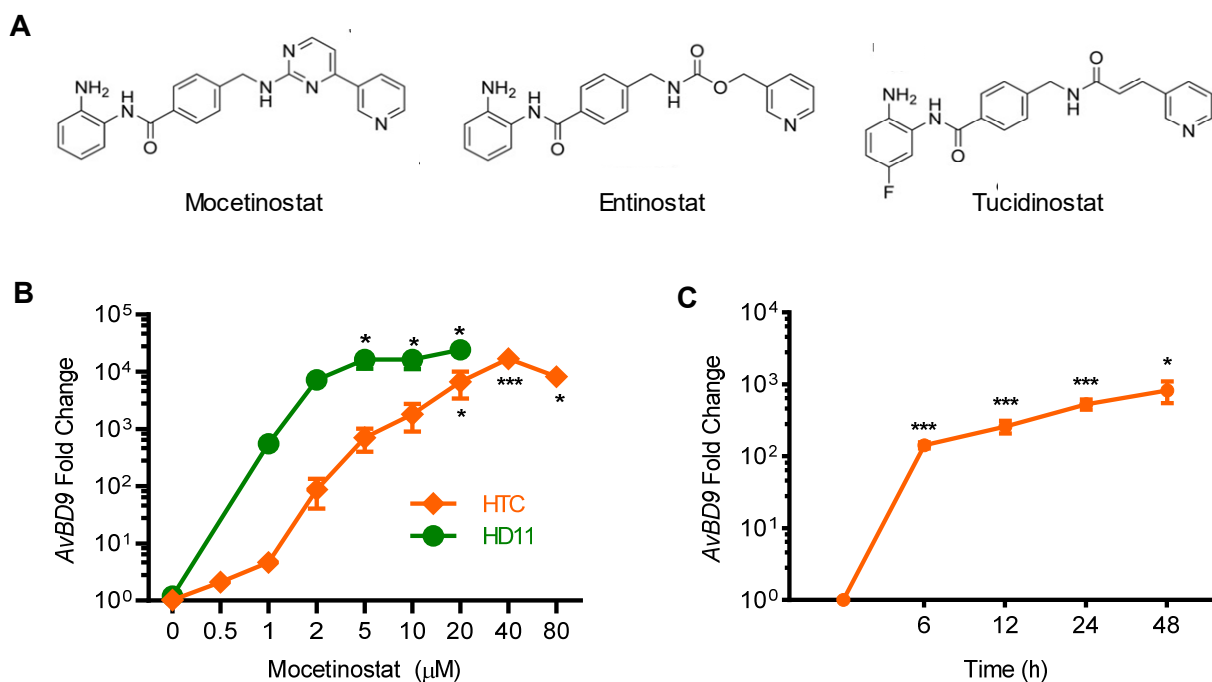 A
NH2
H
N
O
N
H
N
N
N
Mocetinostat
NH2
H
N
O
N
H
O
O
N
Entinostat
NH2
H
N
O
F
N
H
O
N
Tucidinostat
B
AvBD9 Fold Change
10^5
10^4
10^3
10^2
10^1
10^0
* * *
*** * *
HTC
HD11
0 0.5 1 2 5 10 20 40 80
Mocetinostat (μM)
C
AvBD9 Fold Change
10^4
10^3
10^2
10^1
10^0
*** *** *** *
6 12 24 48
Time (h)